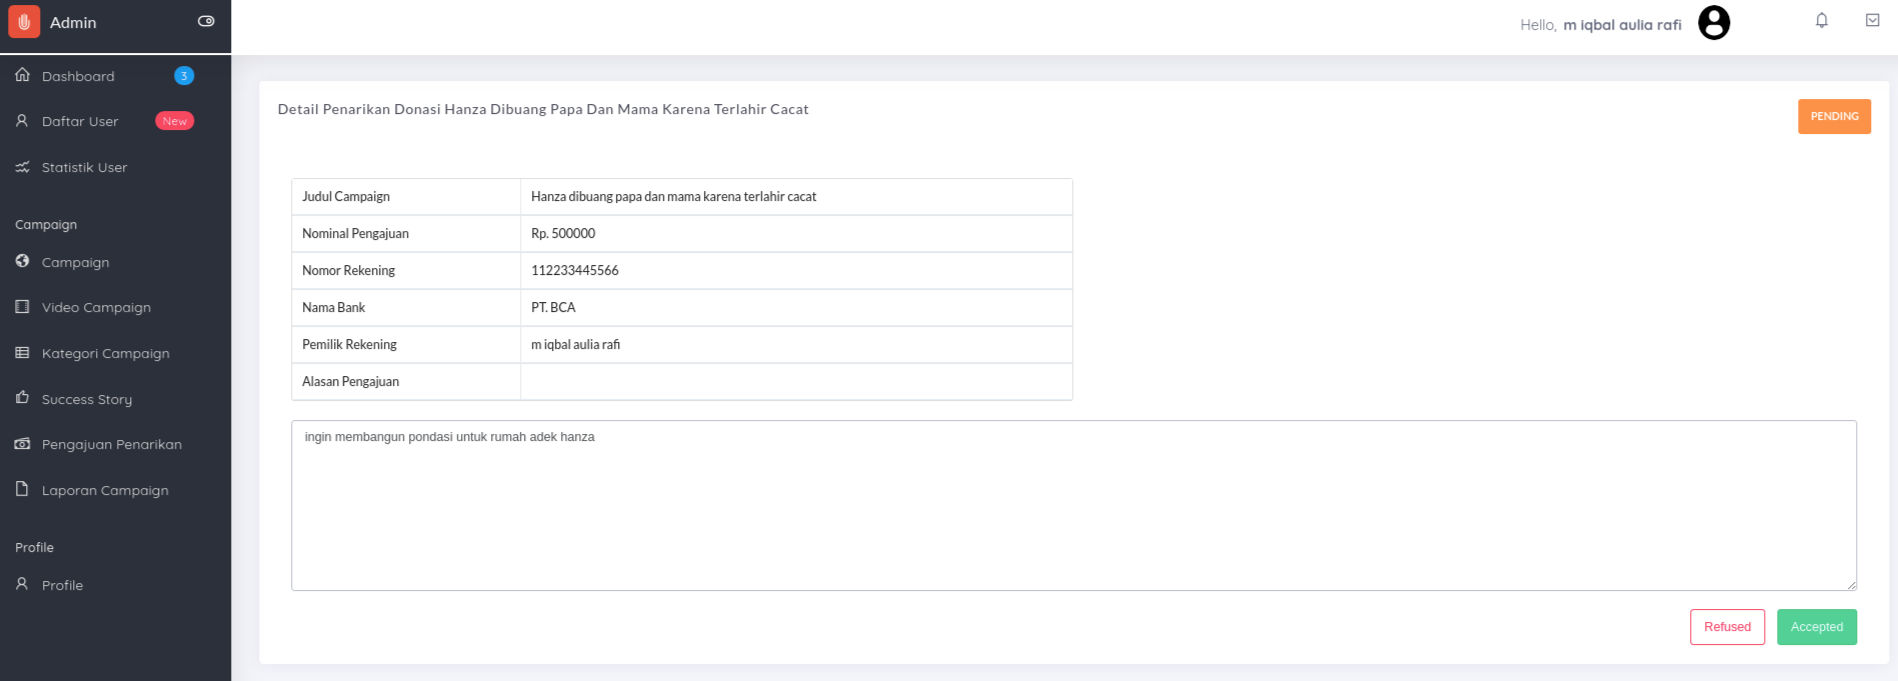 Admin
Hello, m iqbal aulia rafi
Dashboard 3
Daftar User New
Statistik User
Campaign
Campaign
Video Campaign
Kategori Campaign
Success Story
Pengajuan Penarikan
Laporan Campaign
Profile
Profile
Detail Penarikan Donasi Hanza Dibuang Papa Dan Mama Karena Terlahir Cacat
PENDING
Judul Campaign Hanza dibuang papa dan mama karena terlahir cacat
Nominal Pengajuan Rp. 500000
Nomor Rekening 112233445566
Nama Bank PT. BCA
Pemilik Rekening m iqbal aulia rafi
Alasan Pengajuan
ingin membangun pondasi untuk rumah adek hanza
Refused Accepted